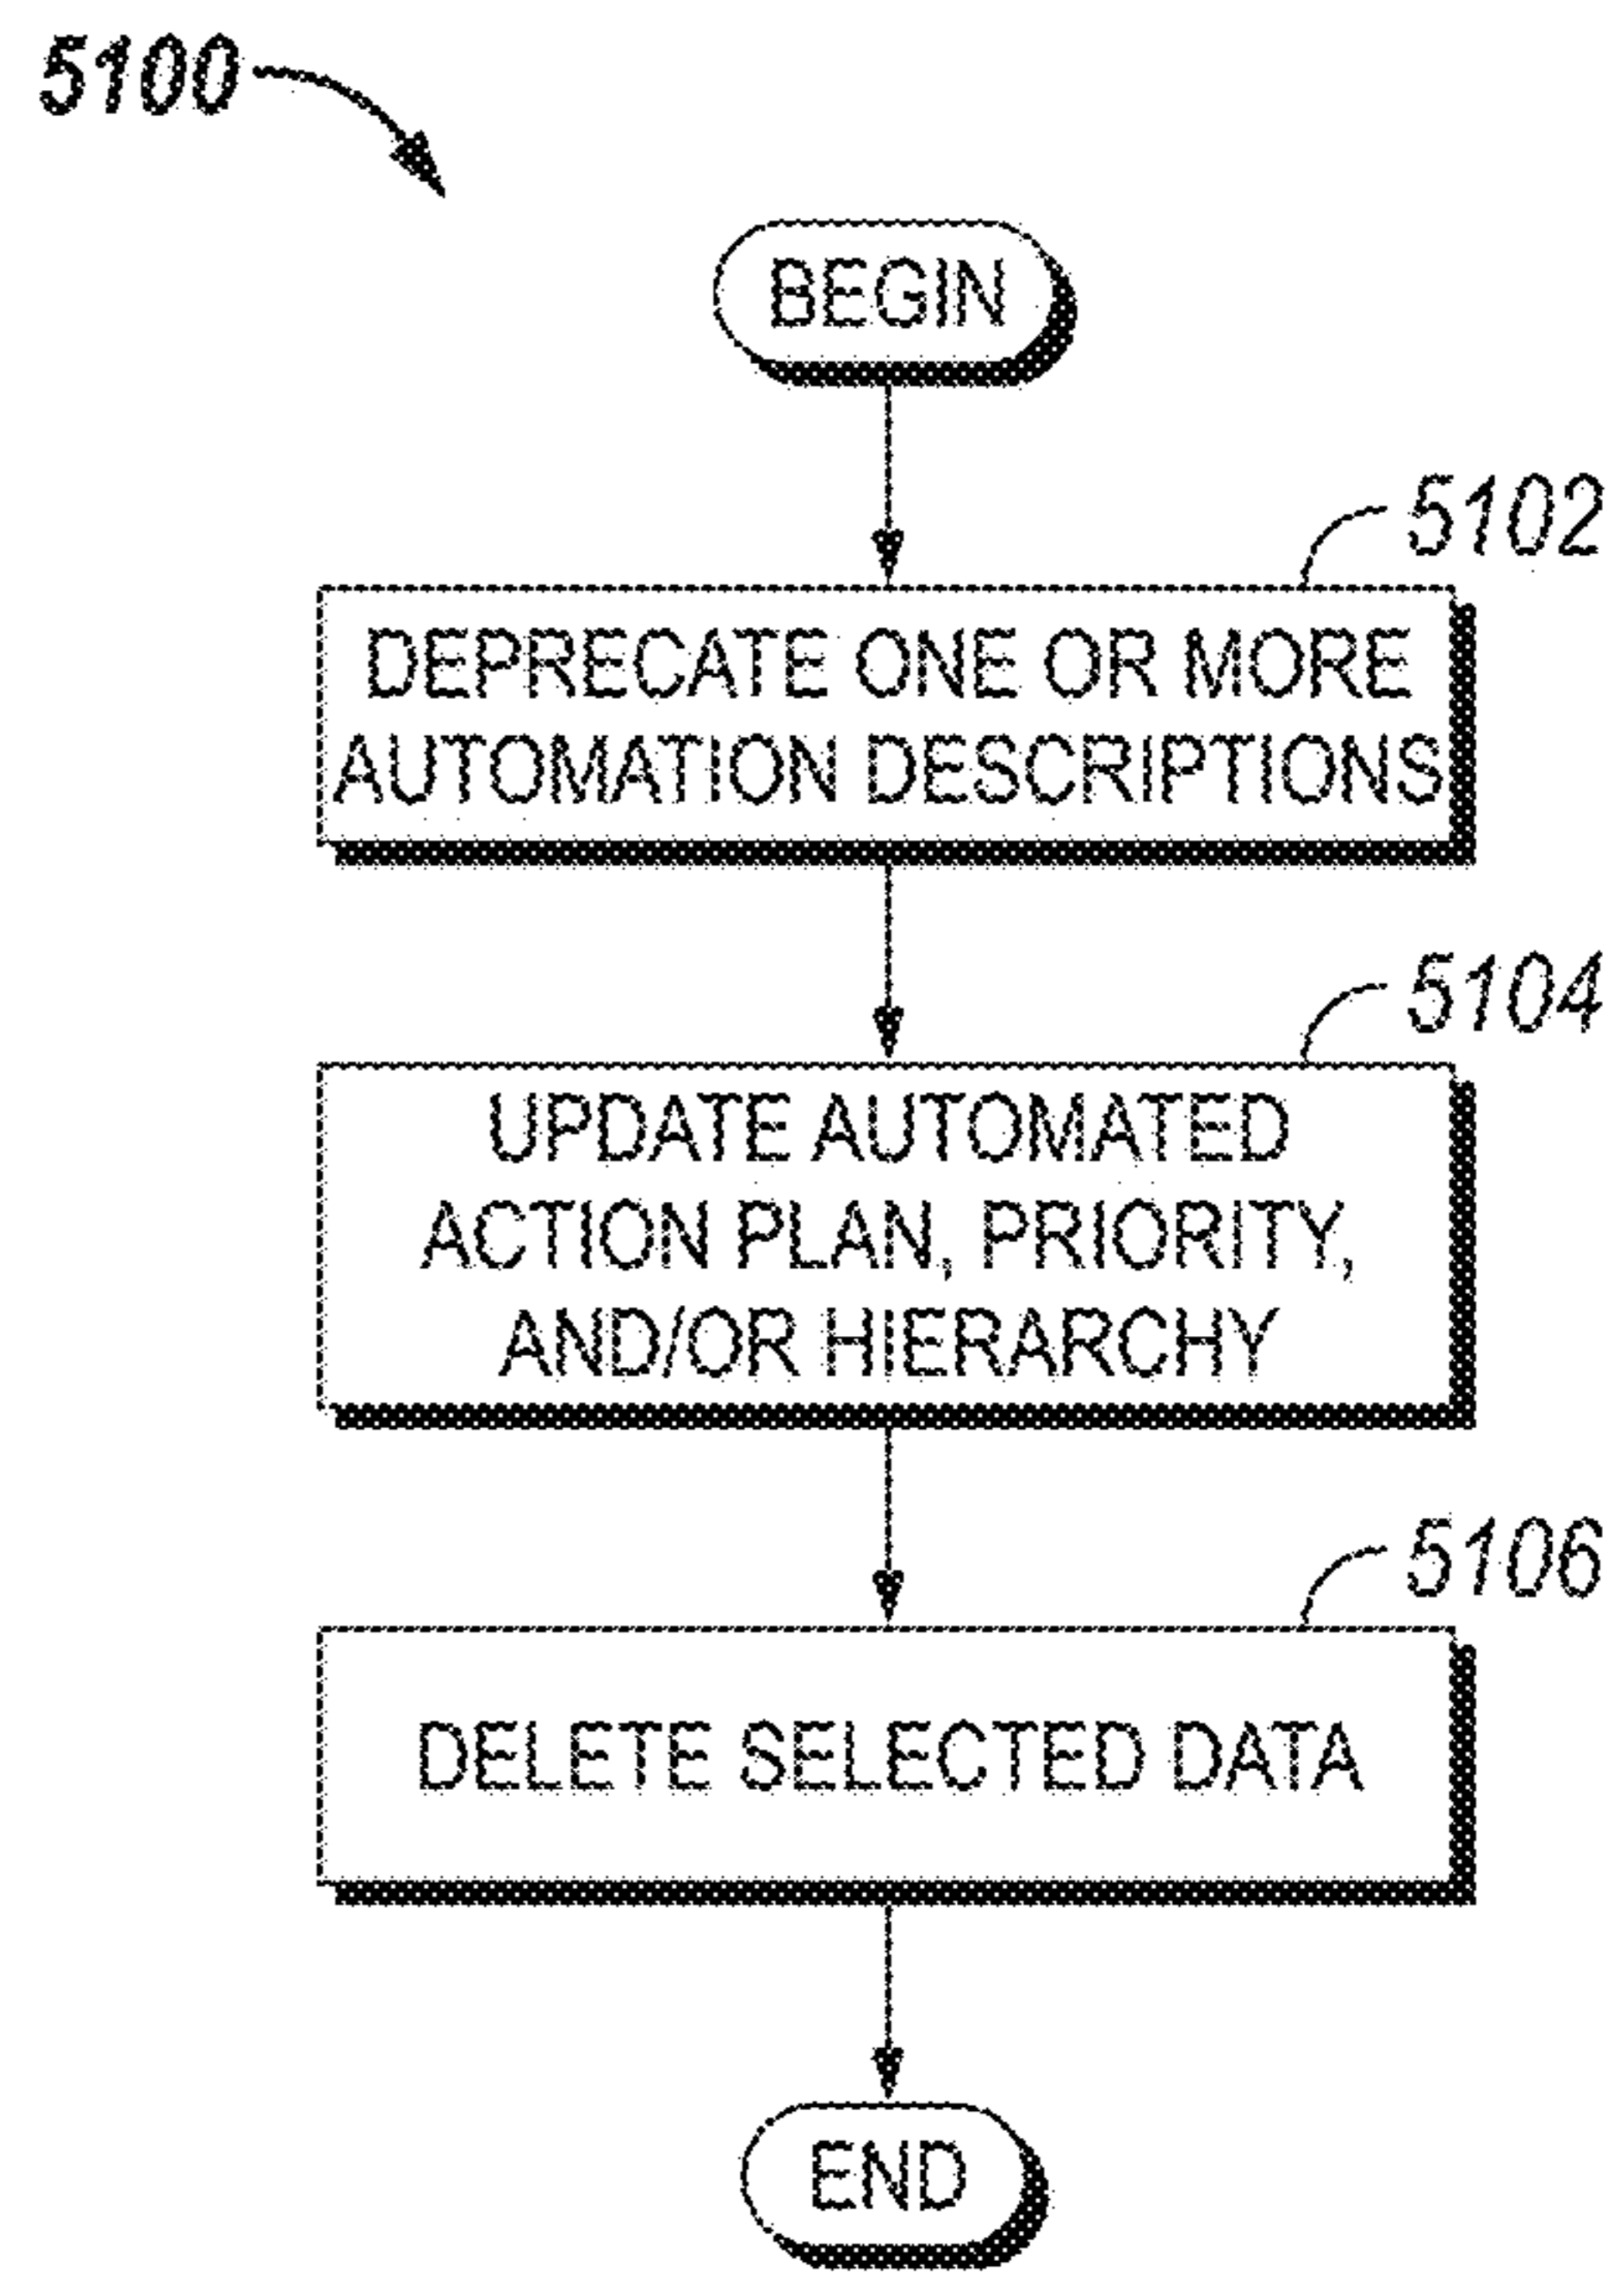 5100
BEGIN
5102
DEPRECATE ONE OR MORE
AUTOMATION DESCRIPTIONS
5104
UPDATE AUTOMATED
ACTION PLAN, PRIORITY,
AND/OR HIERARCHY
5106
DELETE SELECTED DATA
END